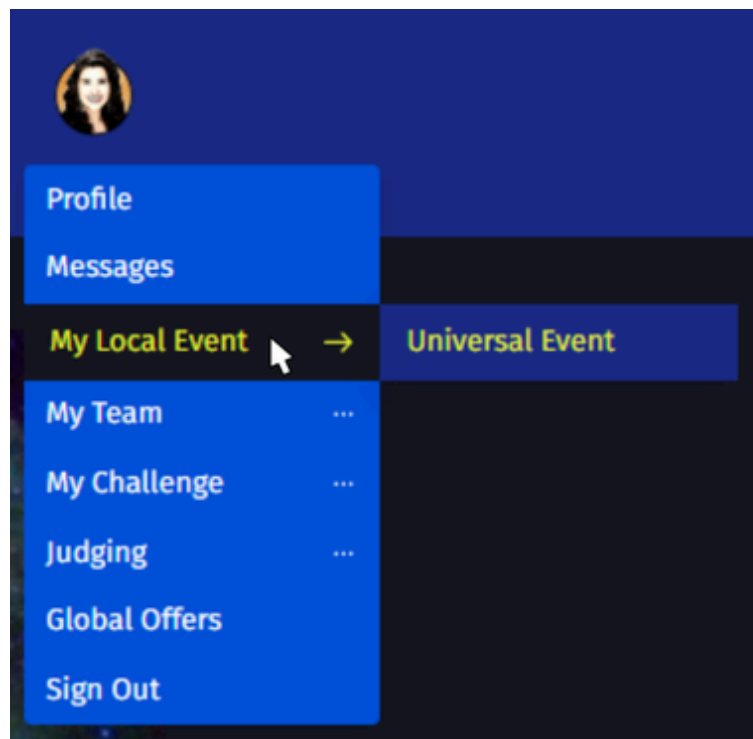 Profile
Messages
My Local Event → Universal Event
My Team ...
My Challenge ...
Judging ...
Global Offers
Sign Out